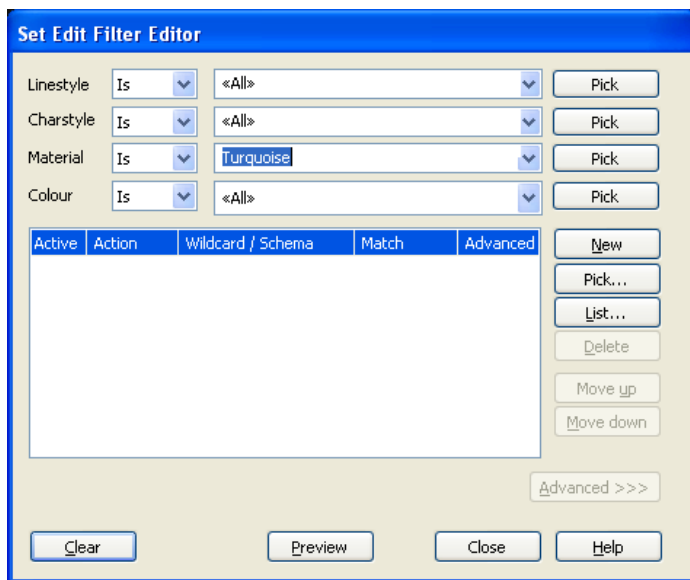 Set Edit Filter Editor
Linestyle Is «All» Pick
Charstyle Is «All» Pick
Material Is Turquoise Pick
Colour Is «All» Pick
Active Action Wildcard / Schema Match Advanced New
Pick...
List...
Delete
Move up
Move down
Advanced >>>
Clear Preview Close Help